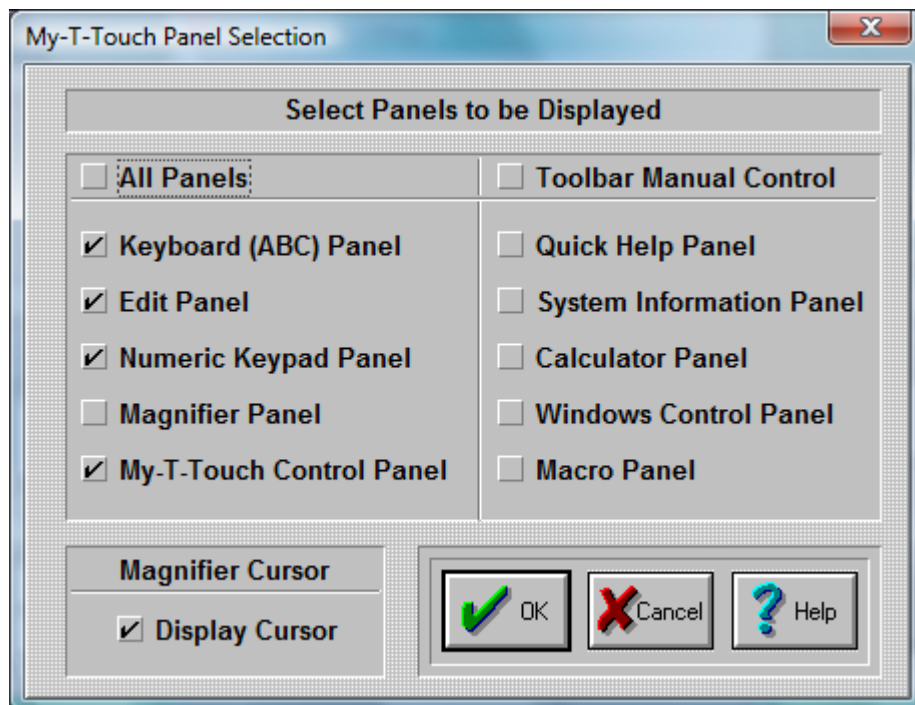 My-T-Touch Panel Selection
Select Panels to be Displayed
All Panels
Toolbar Manual Control
Keyboard (ABC) Panel
Quick Help Panel
Edit Panel
System Information Panel
Numeric Keypad Panel
Calculator Panel
Magnifier Panel
Windows Control Panel
My-T-Touch Control Panel
Macro Panel
Magnifier Cursor
Display Cursor
OK
Cancel
Help